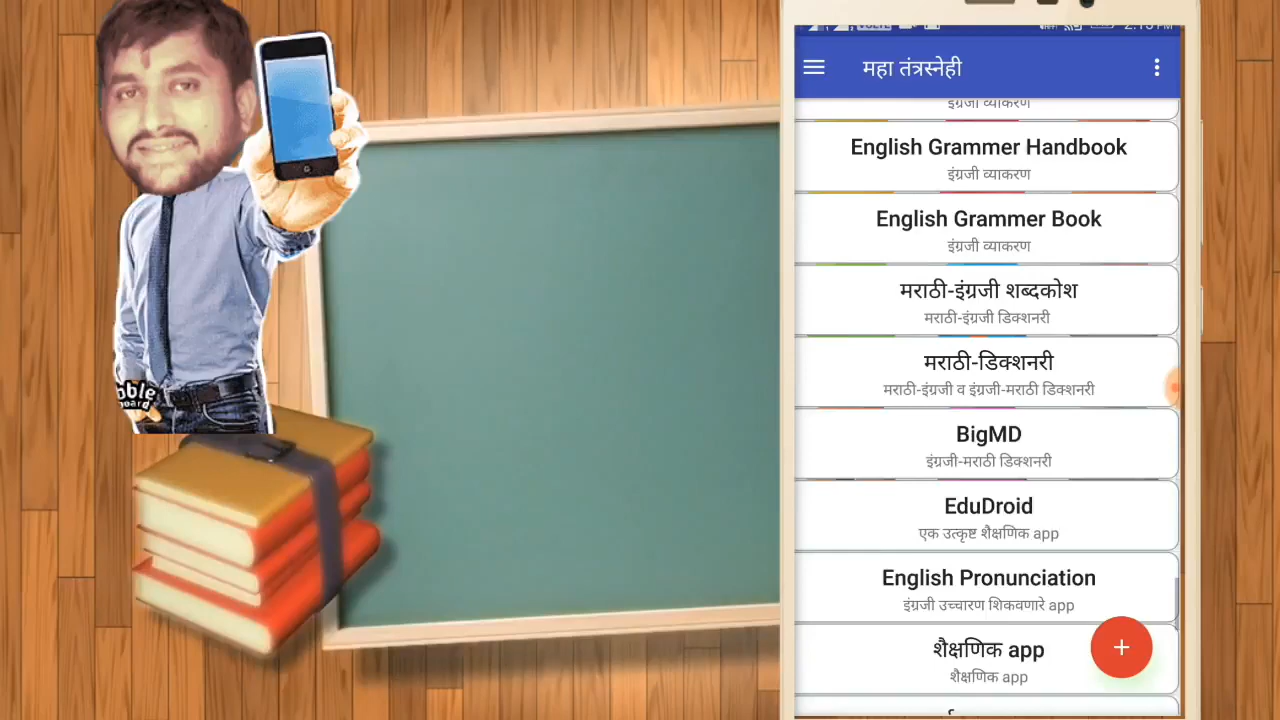 महा तंत्रस्नेही
इंग्रजी व्याकरण
English Grammer Handbook
इंग्रजी व्याकरण
English Grammer Book
इंग्रजी व्याकरण
मराठी-इंग्रजी शब्दकोश
मराठी-इंग्रजी डिक्शनरी
मराठी-डिक्शनरी
मराठी-इंग्रजी व इंग्रजी-मराठी डिक्शनरी
BigMD
इंग्रजी-मराठी डिक्शनरी
EduDroid
एक उत्कृष्ट शैक्षणिक app
English Pronunciation
इंग्रजी उच्चारण शिकवणारे app
शैक्षणिक app
शैक्षणिक app